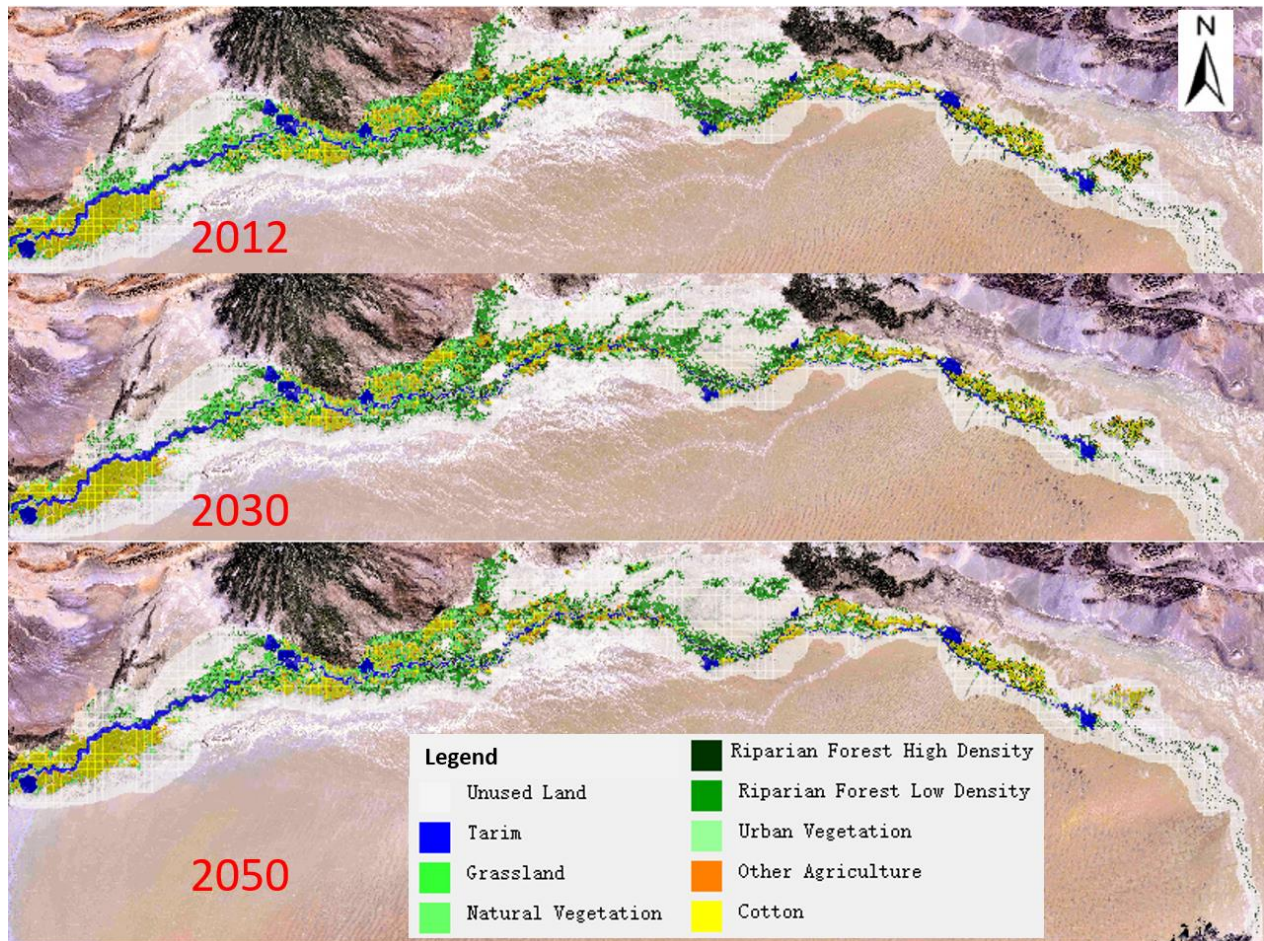 N
2012
2030
2050
Legend
Unused Land
Tarim
Grassland
Natural Vegetation
Riparian Forest High Density
Riparian Forest Low Density
Urban Vegetation
Other Agriculture
Cotton